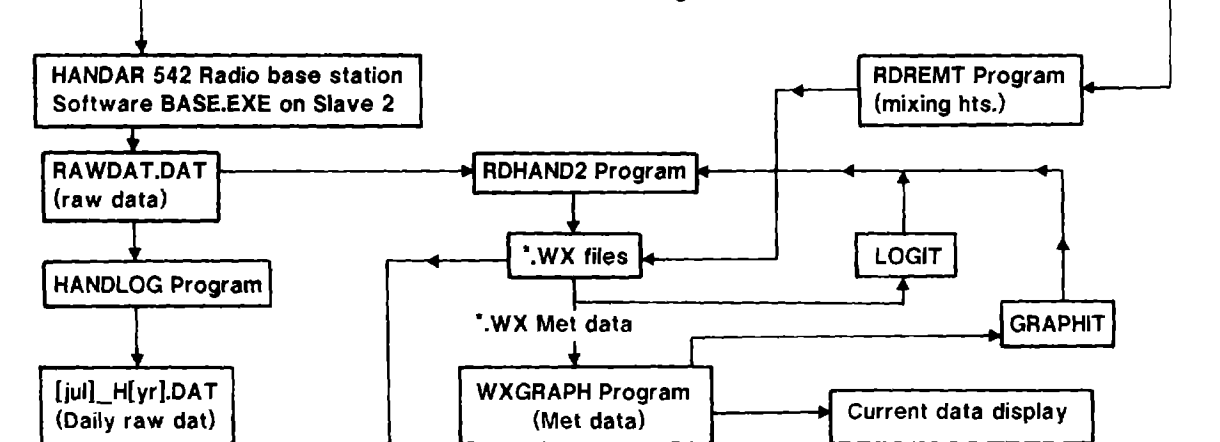 HANDAR 542 Radio base station
Software BASE.EXE on Slave 2
RDREMT Program
(mixing hts.)
RAWDAT.DAT
(raw data)
RDHAND2 Program
*.WX files
LOGIT
HANDLOG Program
*.WX Met data
GRAPHIT
[jul]_H[yr].DAT
(Daily raw dat)
WXGRAPH Program
(Met data)
Current data display